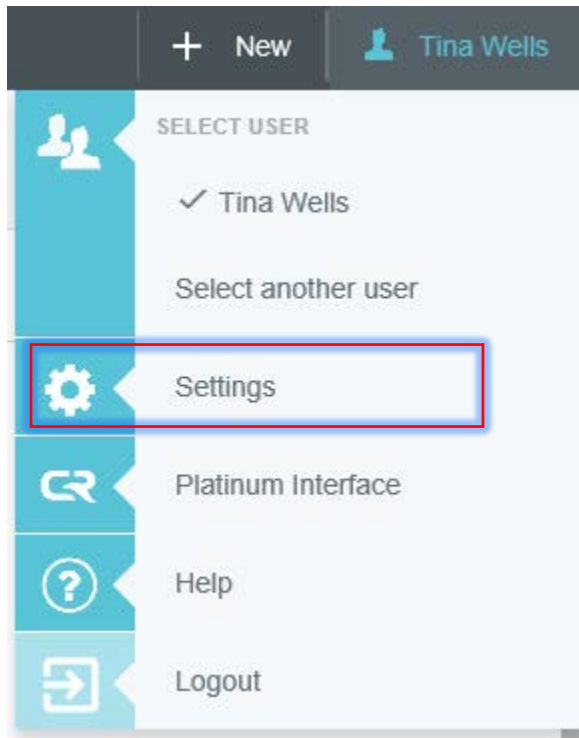 + New Tina Wells
SELECT USER
✓ Tina Wells
Select another user
Settings
CR Platinum Interface
? Help
Logout